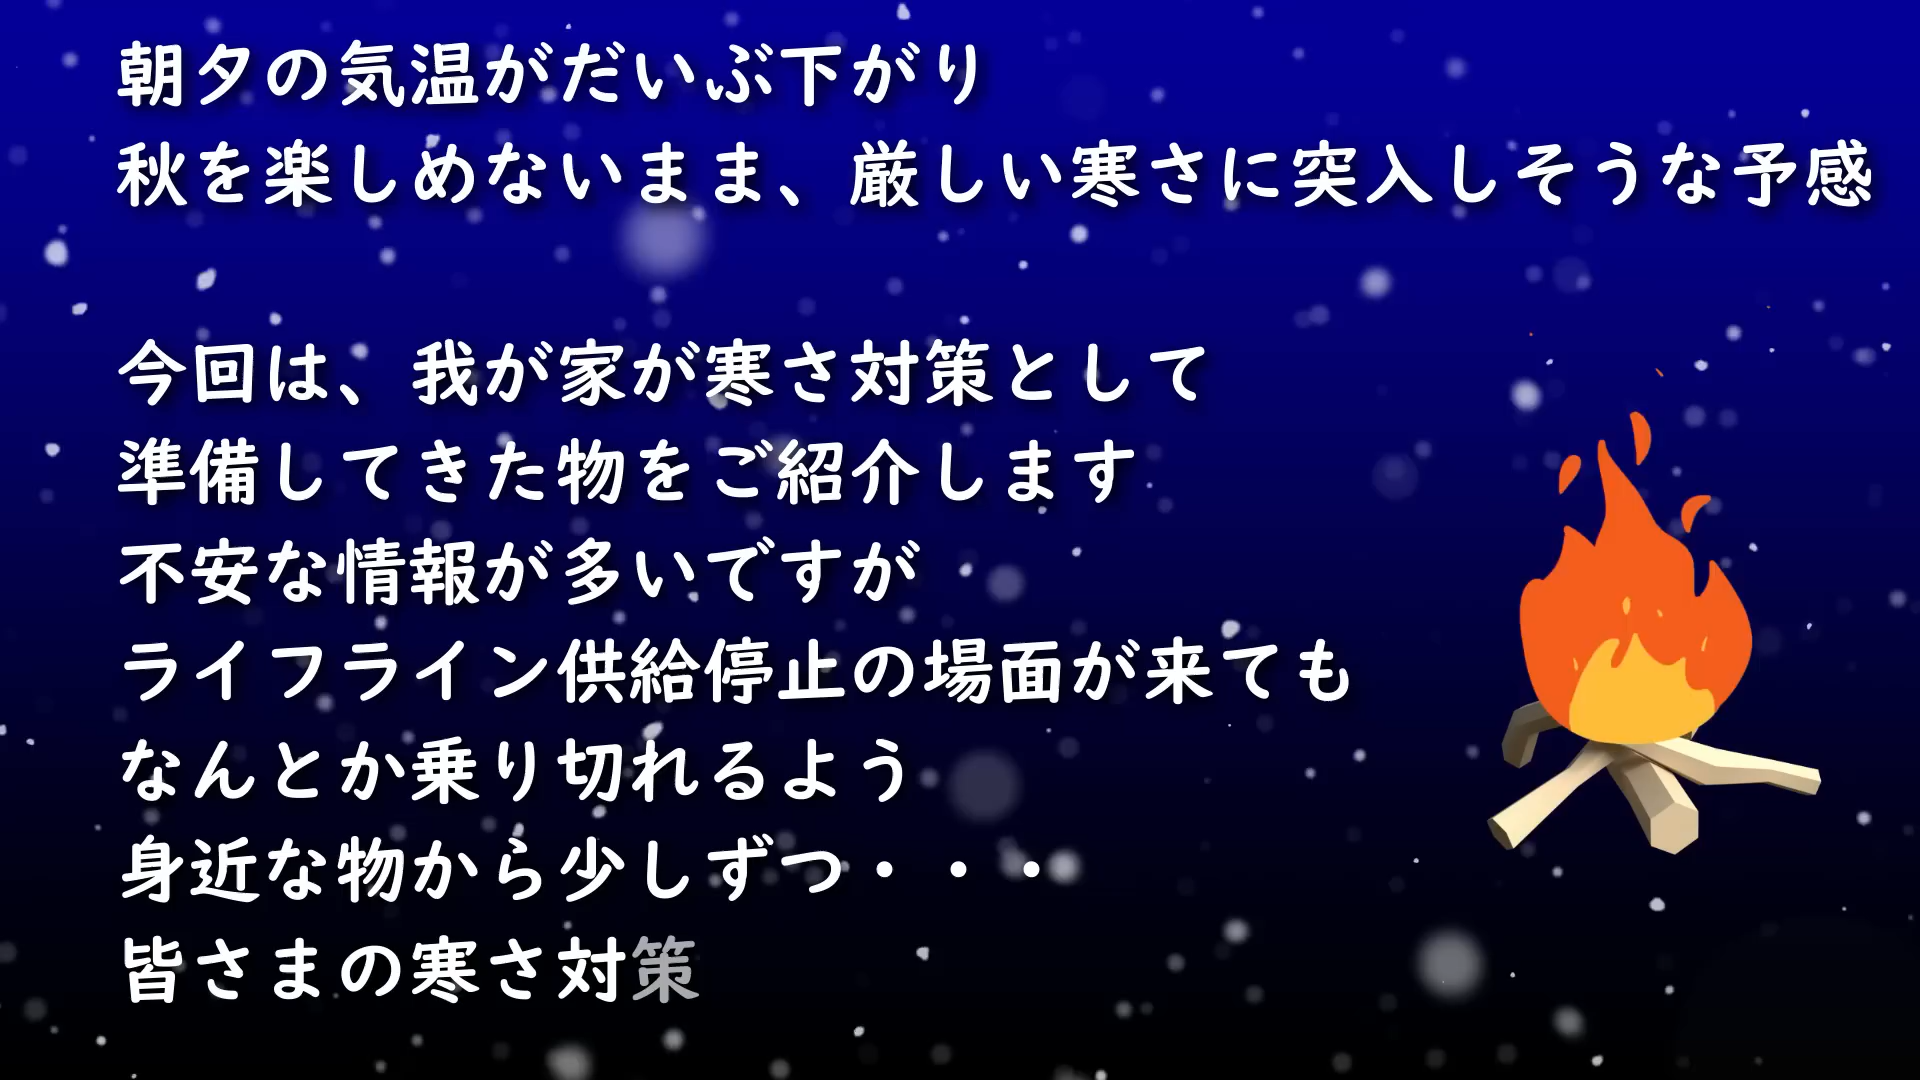 朝夕の気温がだいぶ下がり
秋を楽しめないまま、厳しい寒さに突入しそうな予感
今回は、我が家が寒さ対策として
準備してきた物をご紹介します
不安な情報が多いですが
ライフライン供給停止の場面が来ても
なんとか乗り切れるよう
身近な物から少しずつ・・・
皆さまの寒さ対策